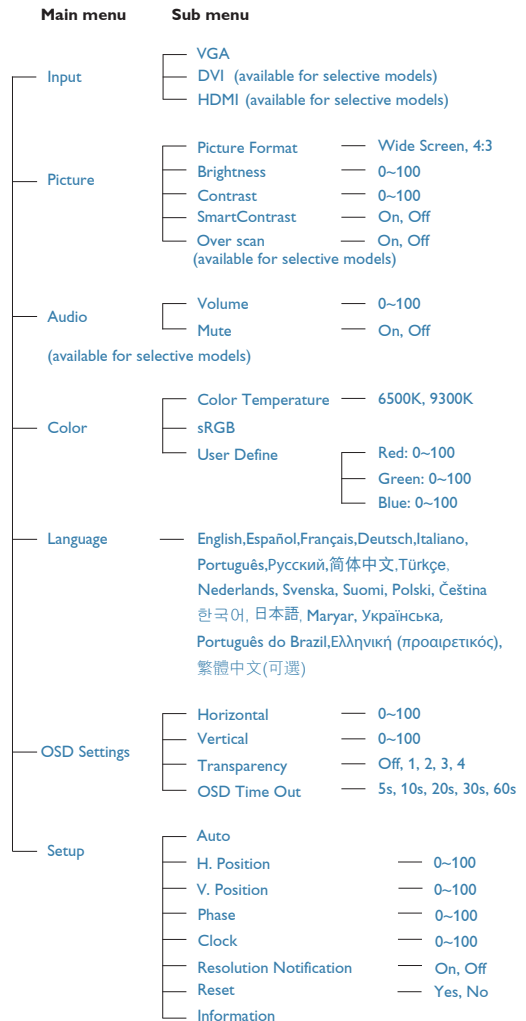 Main menu Sub menu
VGA
Input DVI (available for selective models)
HDMI (available for selective models)
Picture Format Wide Screen, 4:3
Picture Brightness 0~100
Contrast 0~100
SmartContrast On, Off
Over scan On, Off
(available for selective models)
Volume 0~100
Audio
Mute On, Off
(available for selective models)
Color Temperature 6500K, 9300K
Color sRGB
User Define Red: 0~100
Green: 0~100
Blue: 0~100
Language English,Español,Français,Deutsch,Italiano,
Português,Русский,简体中文,Türkçe,
Nederlands, Svenska, Suomi, Polski, Čeština
한국어, 日本語, Maryar, Українська,
Português do Brazil,Ελληνική (προαιρετικός),
繁體中文(可選)
Horizontal 0~100
Vertical 0~100
OSD Settings
Transparency Off, 1, 2, 3, 4
OSD Time Out 5s, 10s, 20s, 30s, 60s
Auto
Setup
H. Position 0~100
V. Position 0~100
Phase 0~100
Clock 0~100
Resolution Notification On, Off
Reset Yes, No
Information